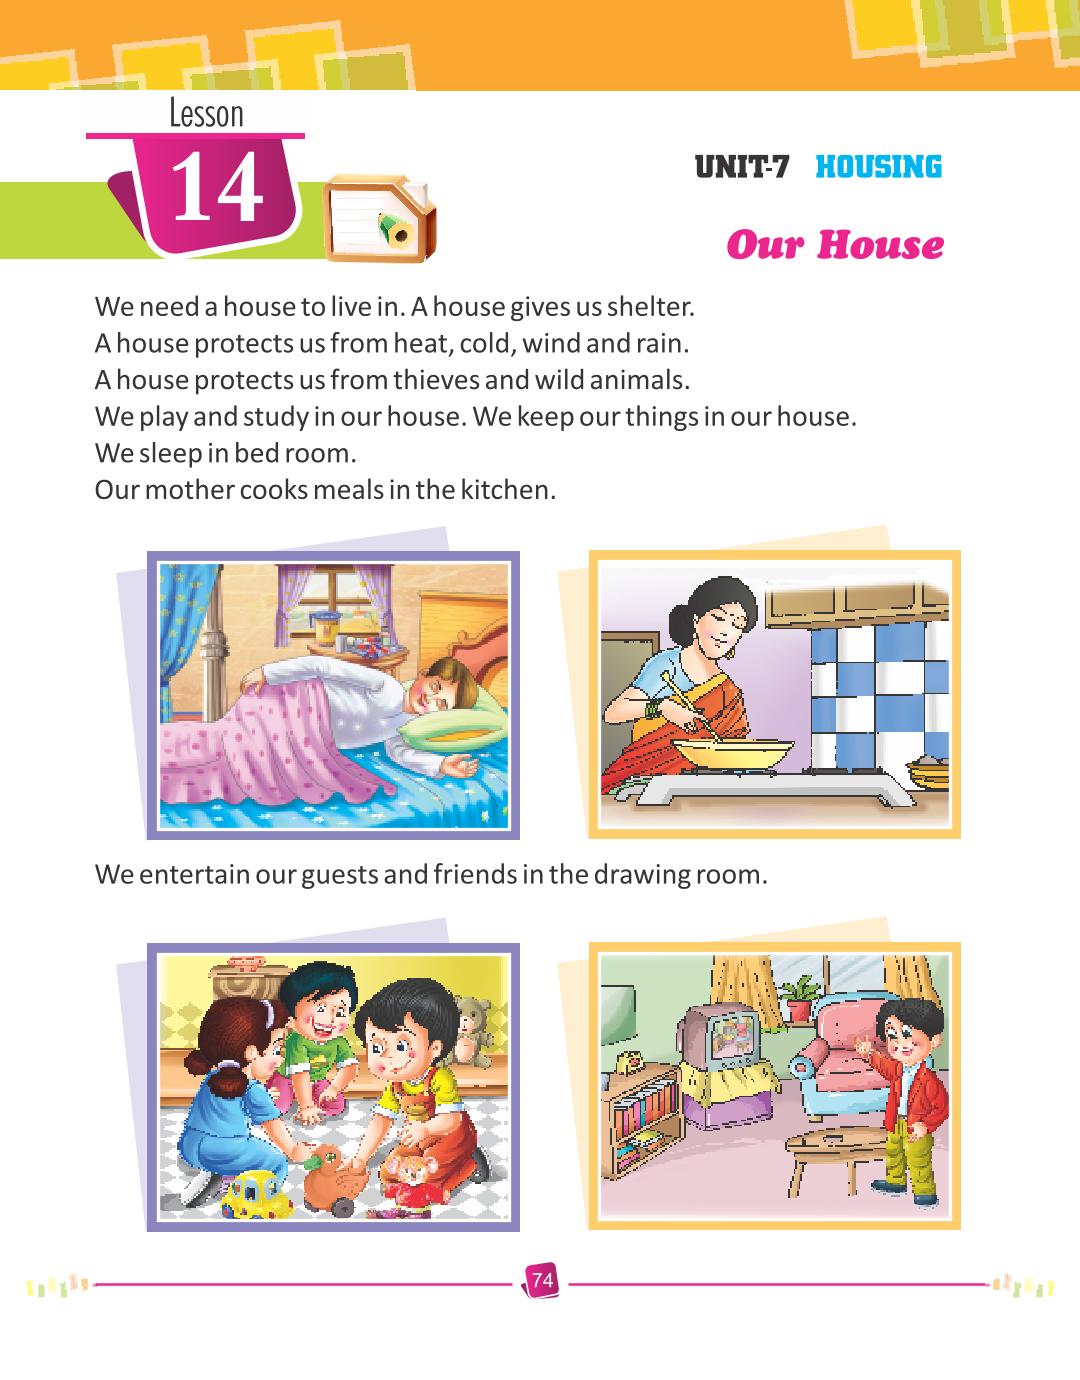 Lesson
14
UNIT-7 HOUSING
Our House
We need a house to live in. A house gives us shelter.
A house protects us from heat, cold, wind and rain.
A house protects us from thieves and wild animals.
We play and study in our house. We keep our things in our house.
We sleep in bed room.
Our mother cooks meals in the kitchen.
We entertain our guests and friends in the drawing room.
74